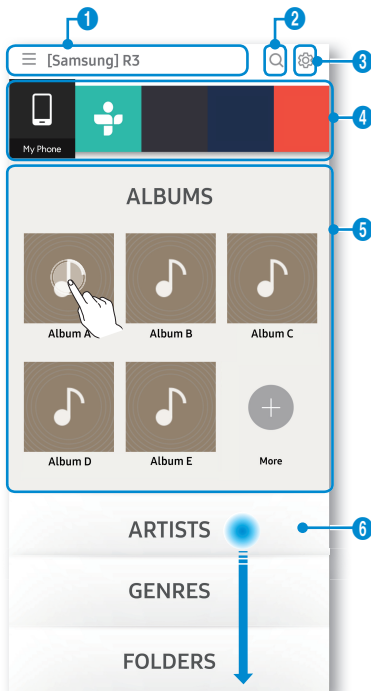 1
2
[Samsung] R3
3
4
My Phone
ALBUMS
5
Album A
Album B
Album C
Album D
Album E
More
ARTISTS
6
GENRES
FOLDERS